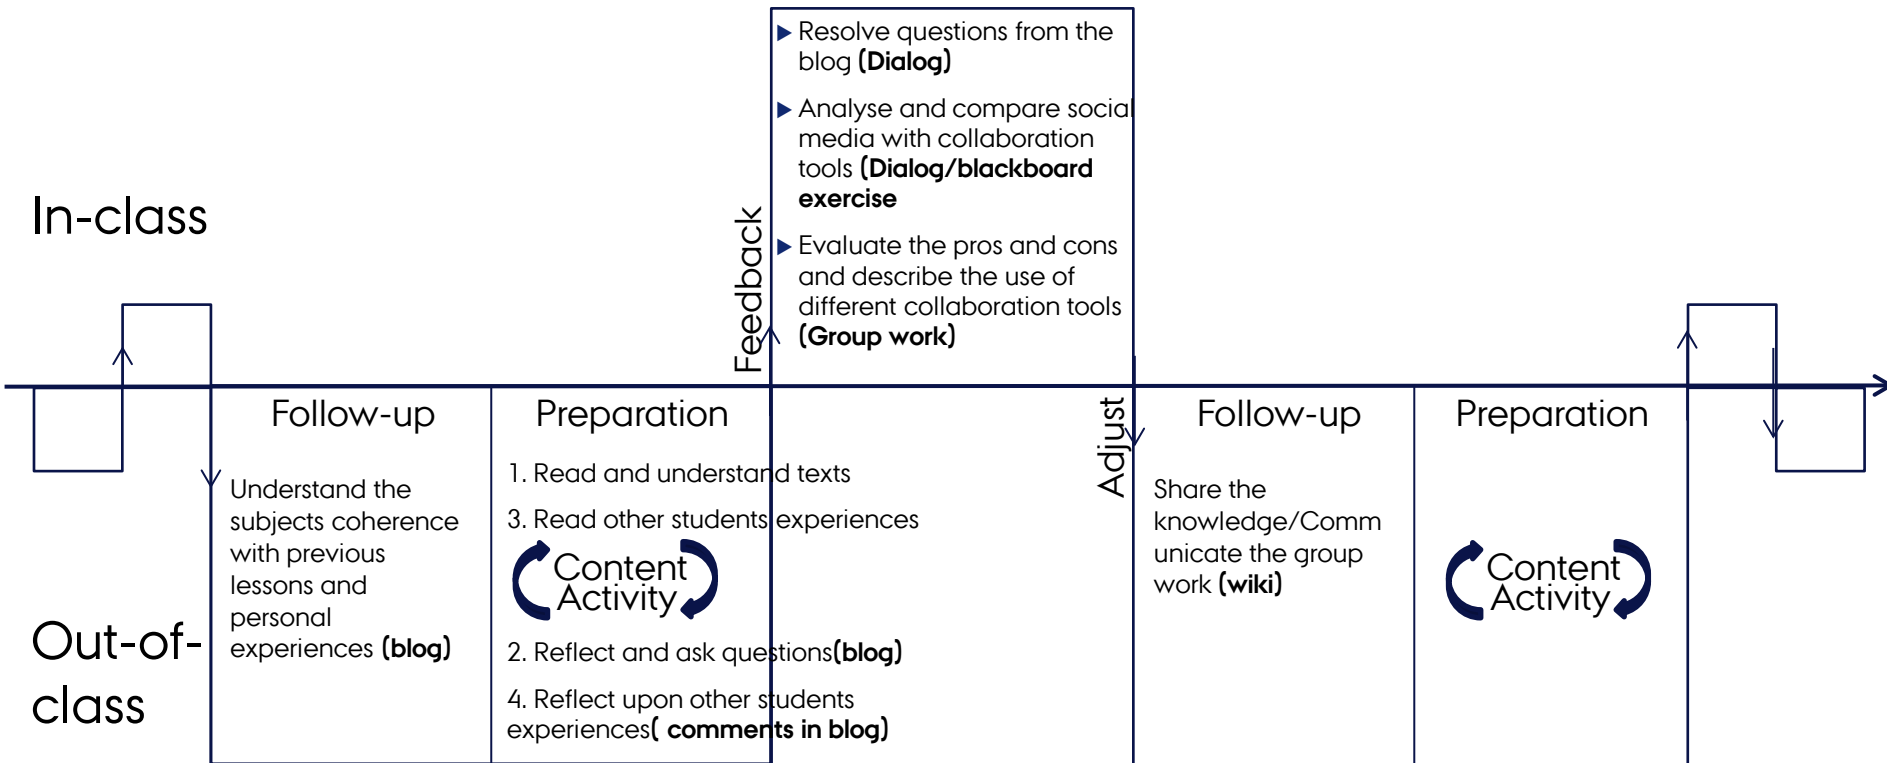 Resolve questions from the
blog (Dialog)
Analyse and compare social
media with collaboration
tools (Dialog/blackboard
exercise
Evaluate the pros and cons
and describe the use of
different collaboration tools
(Group work)
In-class
Feedback
Follow-up
Understand the
subjects coherence
with previous
lessons and
personal
experiences (blog)
Preparation
1. Read and understand texts
3. Read other students experiences
Content
Activity
2. Reflect and ask questions(blog)
4. Reflect upon other students
experiences( comments in blog)
Adjust
Follow-up
Share the
knowledge/Comm
unicate the group
work (wiki)
Preparation
Content
Activity
Out-of-
class